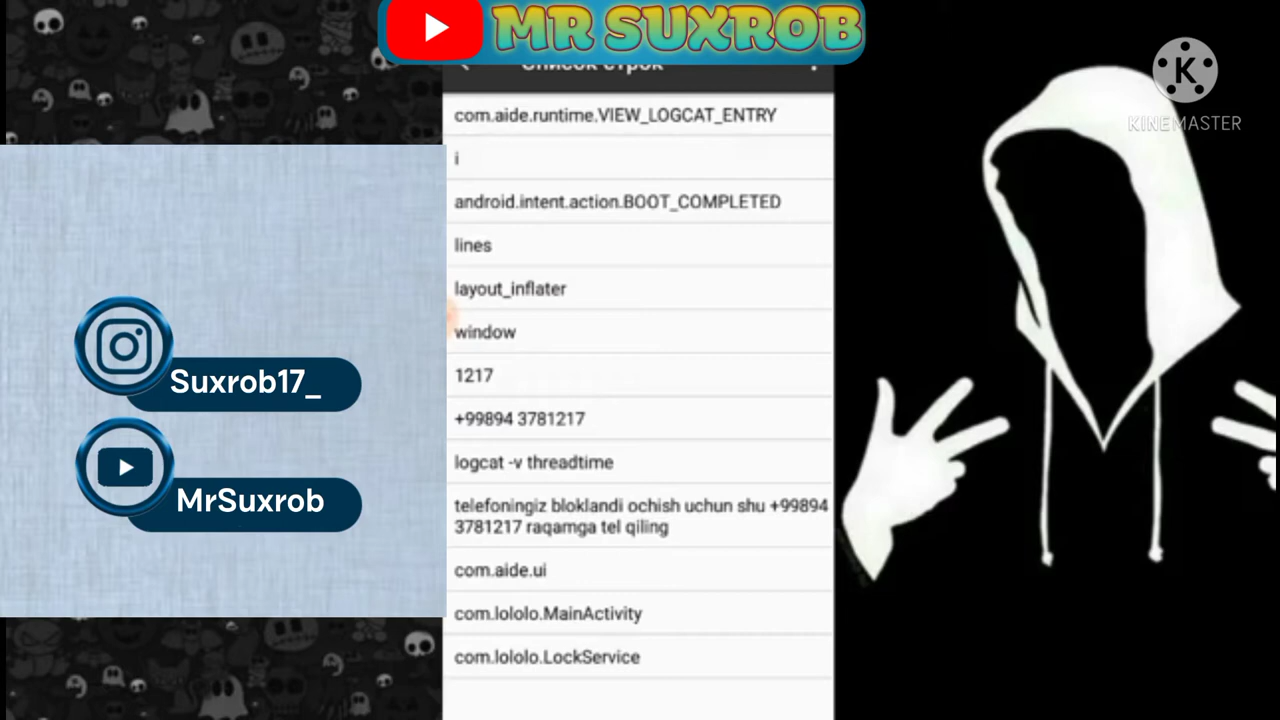 MR SUXROB
Список строк
KINEMASTER
com.aide.runtime.VIEW_LOGCAT_ENTRY
i
android.intent.action.BOOT_COMPLETED
lines
layout_inflater
window
1217
+99894 3781217
logcat -v threadtime
telefoningiz bloklandi ochish uchun shu +99894
3781217 raqamga tel qiling
com.aide.ui
com.lololo.MainActivity
com.lololo.LockService
Suxrob17_
MrSuxrob